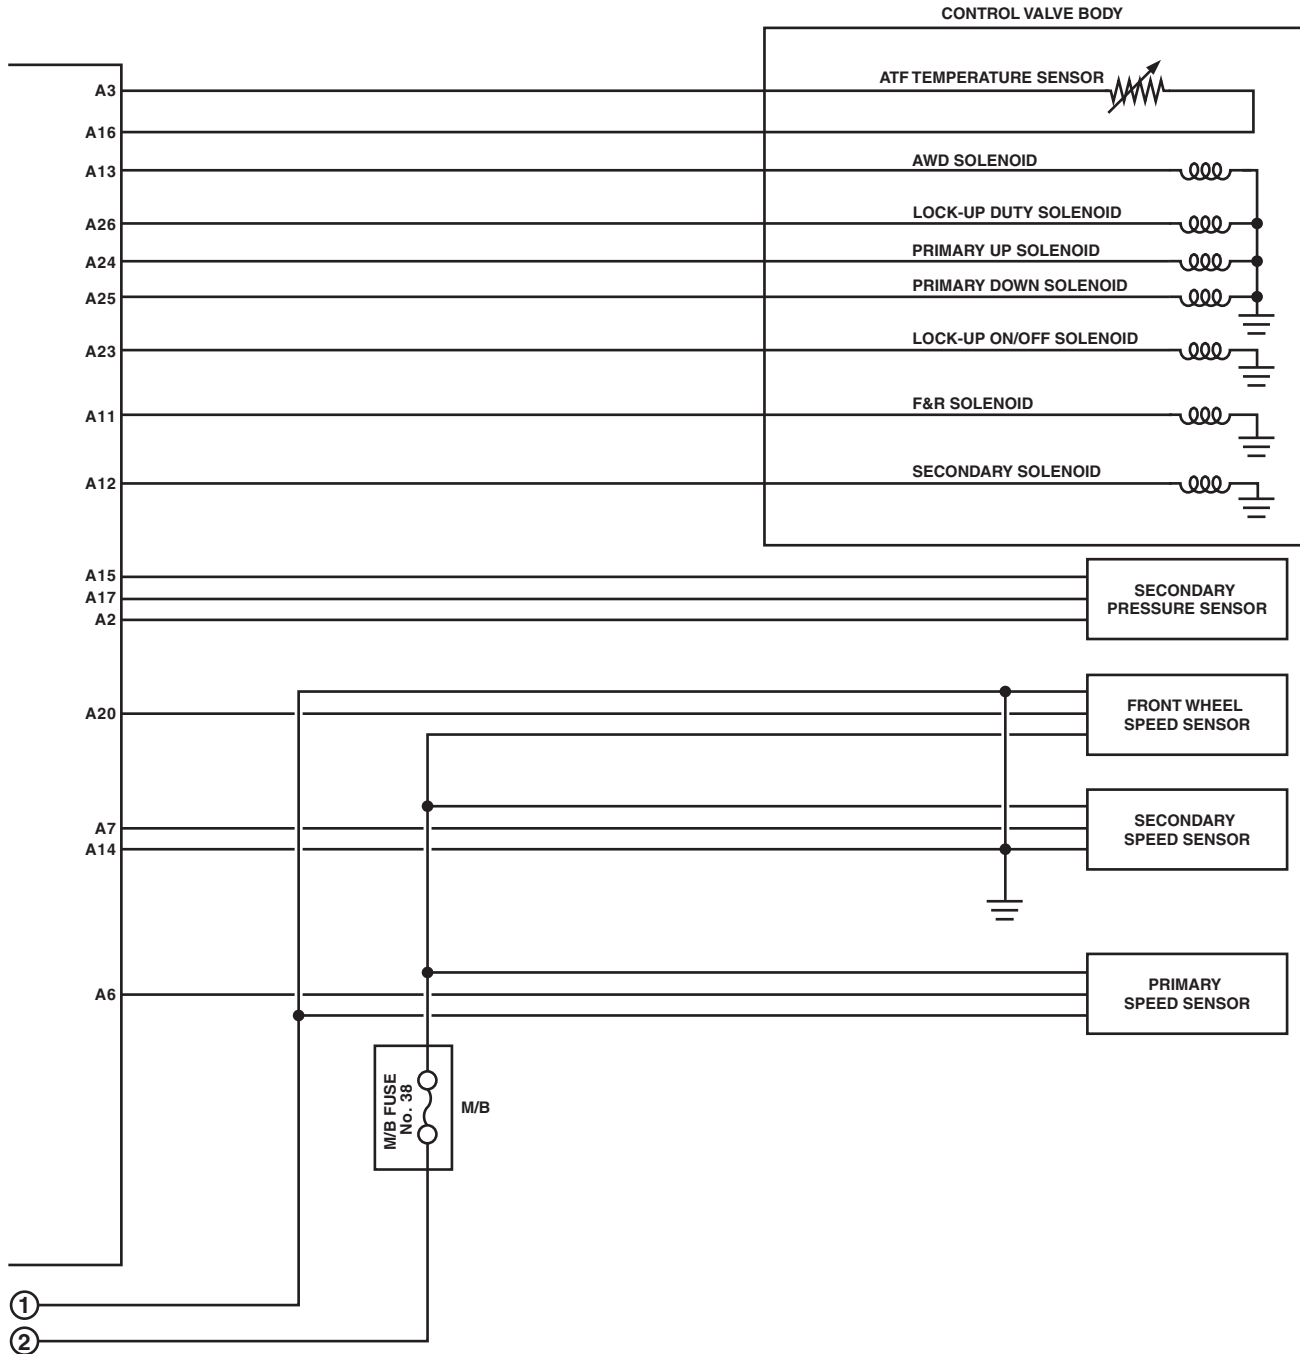 CONTROL VALVE BODY
A3
ATF TEMPERATURE SENSOR
A16
A13
AWD SOLENOID
A26
LOCK-UP DUTY SOLENOID
A24
PRIMARY UP SOLENOID
A25
PRIMARY DOWN SOLENOID
A23
LOCK-UP ON/OFF SOLENOID
A11
F&R SOLENOID
A12
SECONDARY SOLENOID
A15
A17
A2
SECONDARY
PRESSURE SENSOR
A20
FRONT WHEEL
SPEED SENSOR
A7
A14
SECONDARY
SPEED SENSOR
A6
PRIMARY
SPEED SENSOR
M/B FUSE
No. 38
M/B
1
2